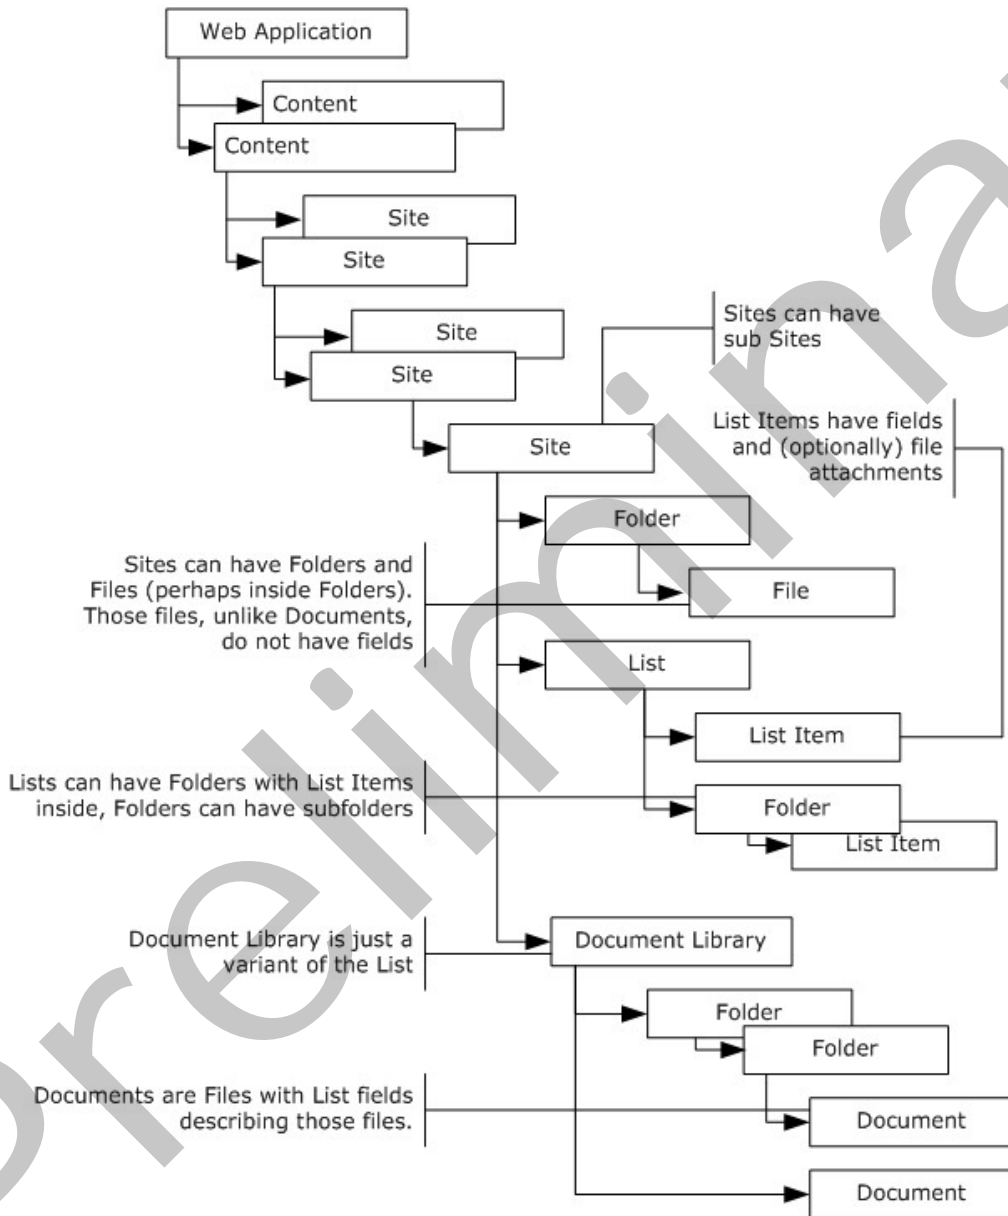 Web Application
Content
Content
Site
Site
Sites can have
sub Sites
Site
Site
List Items have fields
and (optionally) file
attachments
Site
Folder
Sites can have Folders and
Files (perhaps inside Folders).
Those files, unlike Documents,
do not have fields
File
List
List Item
Lists can have Folders with List Items
inside, Folders can have subfolders
Folder
List Item
Document Library is just a
variant of the List
Document Library
Folder
Folder
Documents are Files with List fields
describing those files.
Document
Document
Prelimina